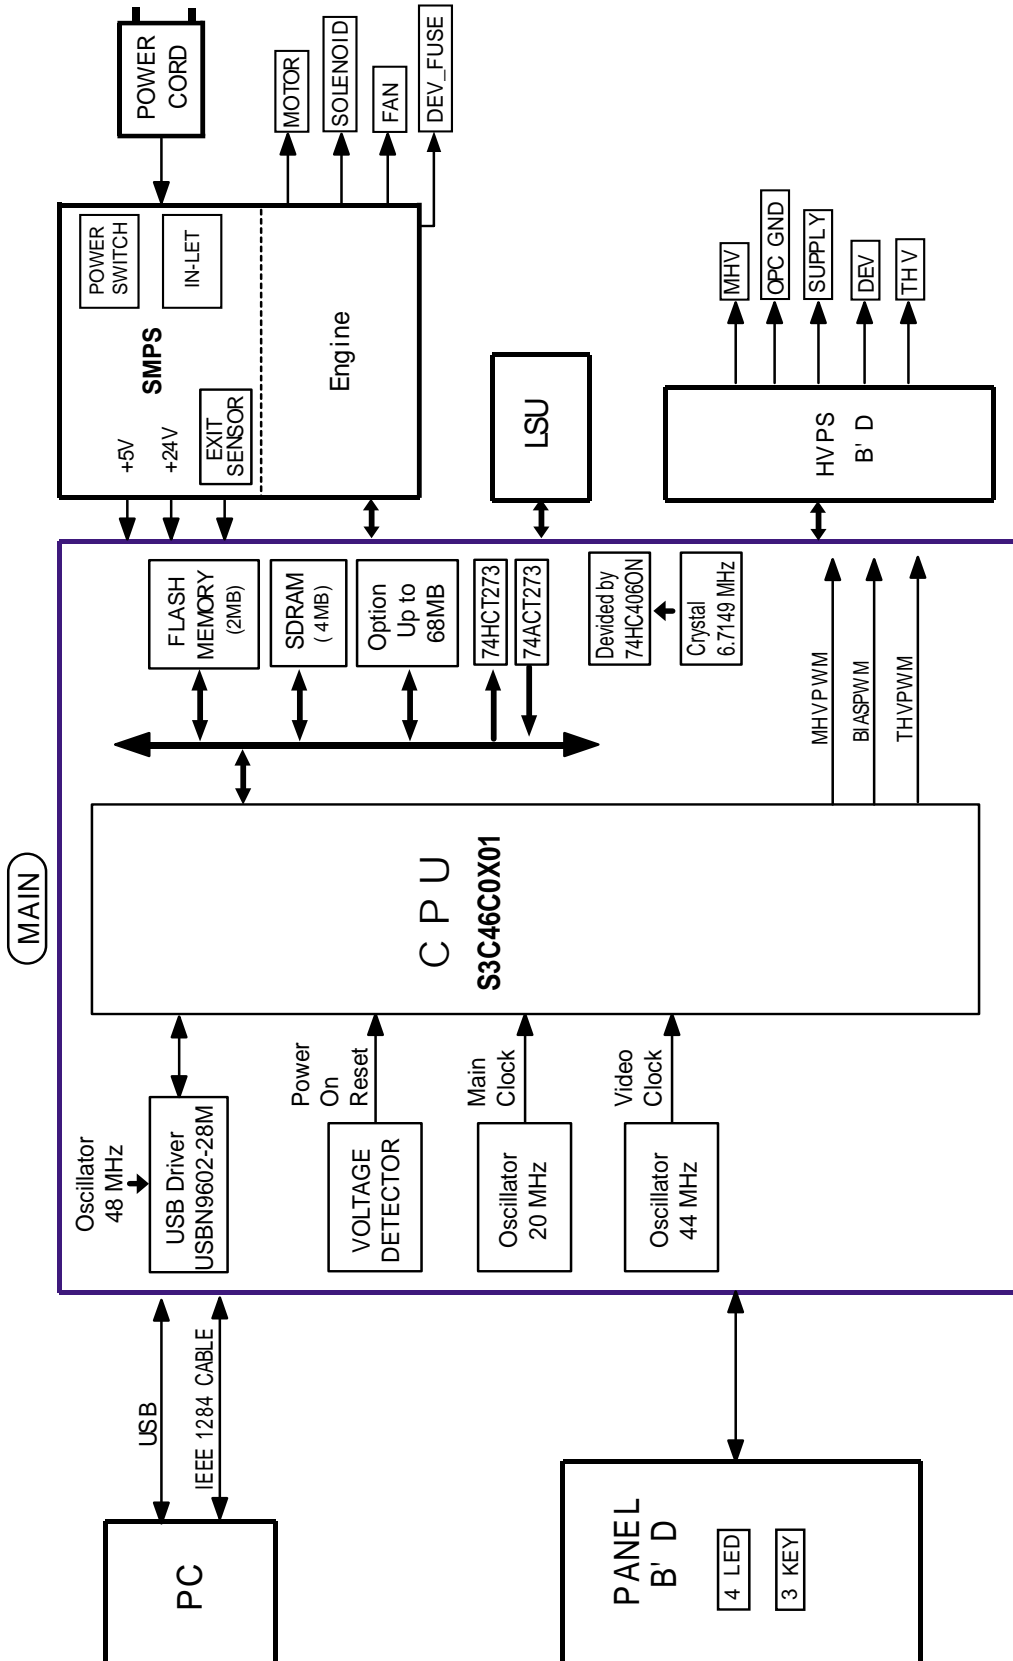 POWER
CORD
MOTOR
SOLENOID
FAN
DEV_FUSE
POWER
SWITCH
IN-LET
SMPS
+5V
+24V
EXIT
SENSOR
Engine
LSU
MHV
OPC GND
SUPPLY
DEV
THV
HVPS
B' D
MAIN
FLASH
MEMORY
(2MB)
SDRAM
( 4MB)
Option
Up to
68MB
74HCT273
74ACT273
Devided by
74HC406ON
Crystal
6.7149 MHz
MHVPWM
BIASPWM
THVPWM
C P U
S3C46C0X01
Oscillator
48 MHz
USB Driver
USBN9602-28M
Power
On
Reset
VOLTAGE
DETECTOR
Main
Clock
Oscillator
20 MHz
Video
Clock
Oscillator
44 MHz
USB
IEEE 1284 CABLE
PC
PANEL
B' D
4 LED
3 KEY